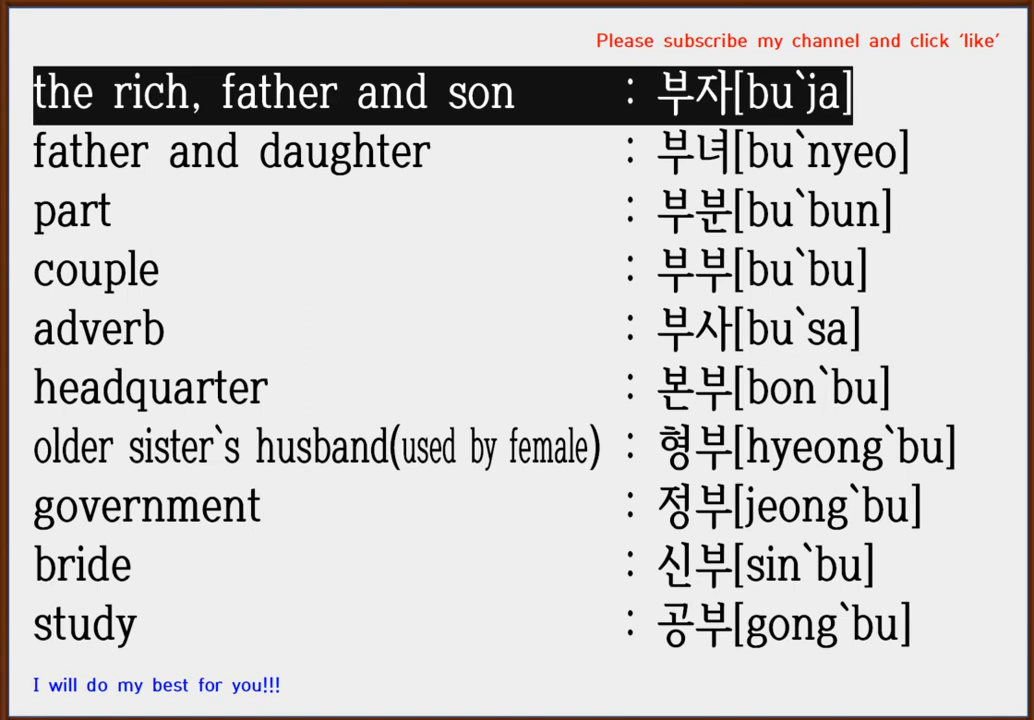 Please subscribe my channel and click ‘like’
the rich, father and son : 부자[bu`ja]
father and daughter : 부녀[bu`nyeo]
part : 부분[bu`bun]
couple : 부부[bu`bu]
adverb : 부사[bu`sa]
headquarter : 본부[bon`bu]
older sister`s husband(used by female) : 형부[hyeong`bu]
government : 정부[jeong`bu]
bride : 신부[sin`bu]
study : 공부[gong`bu]
I will do my best for you!!!